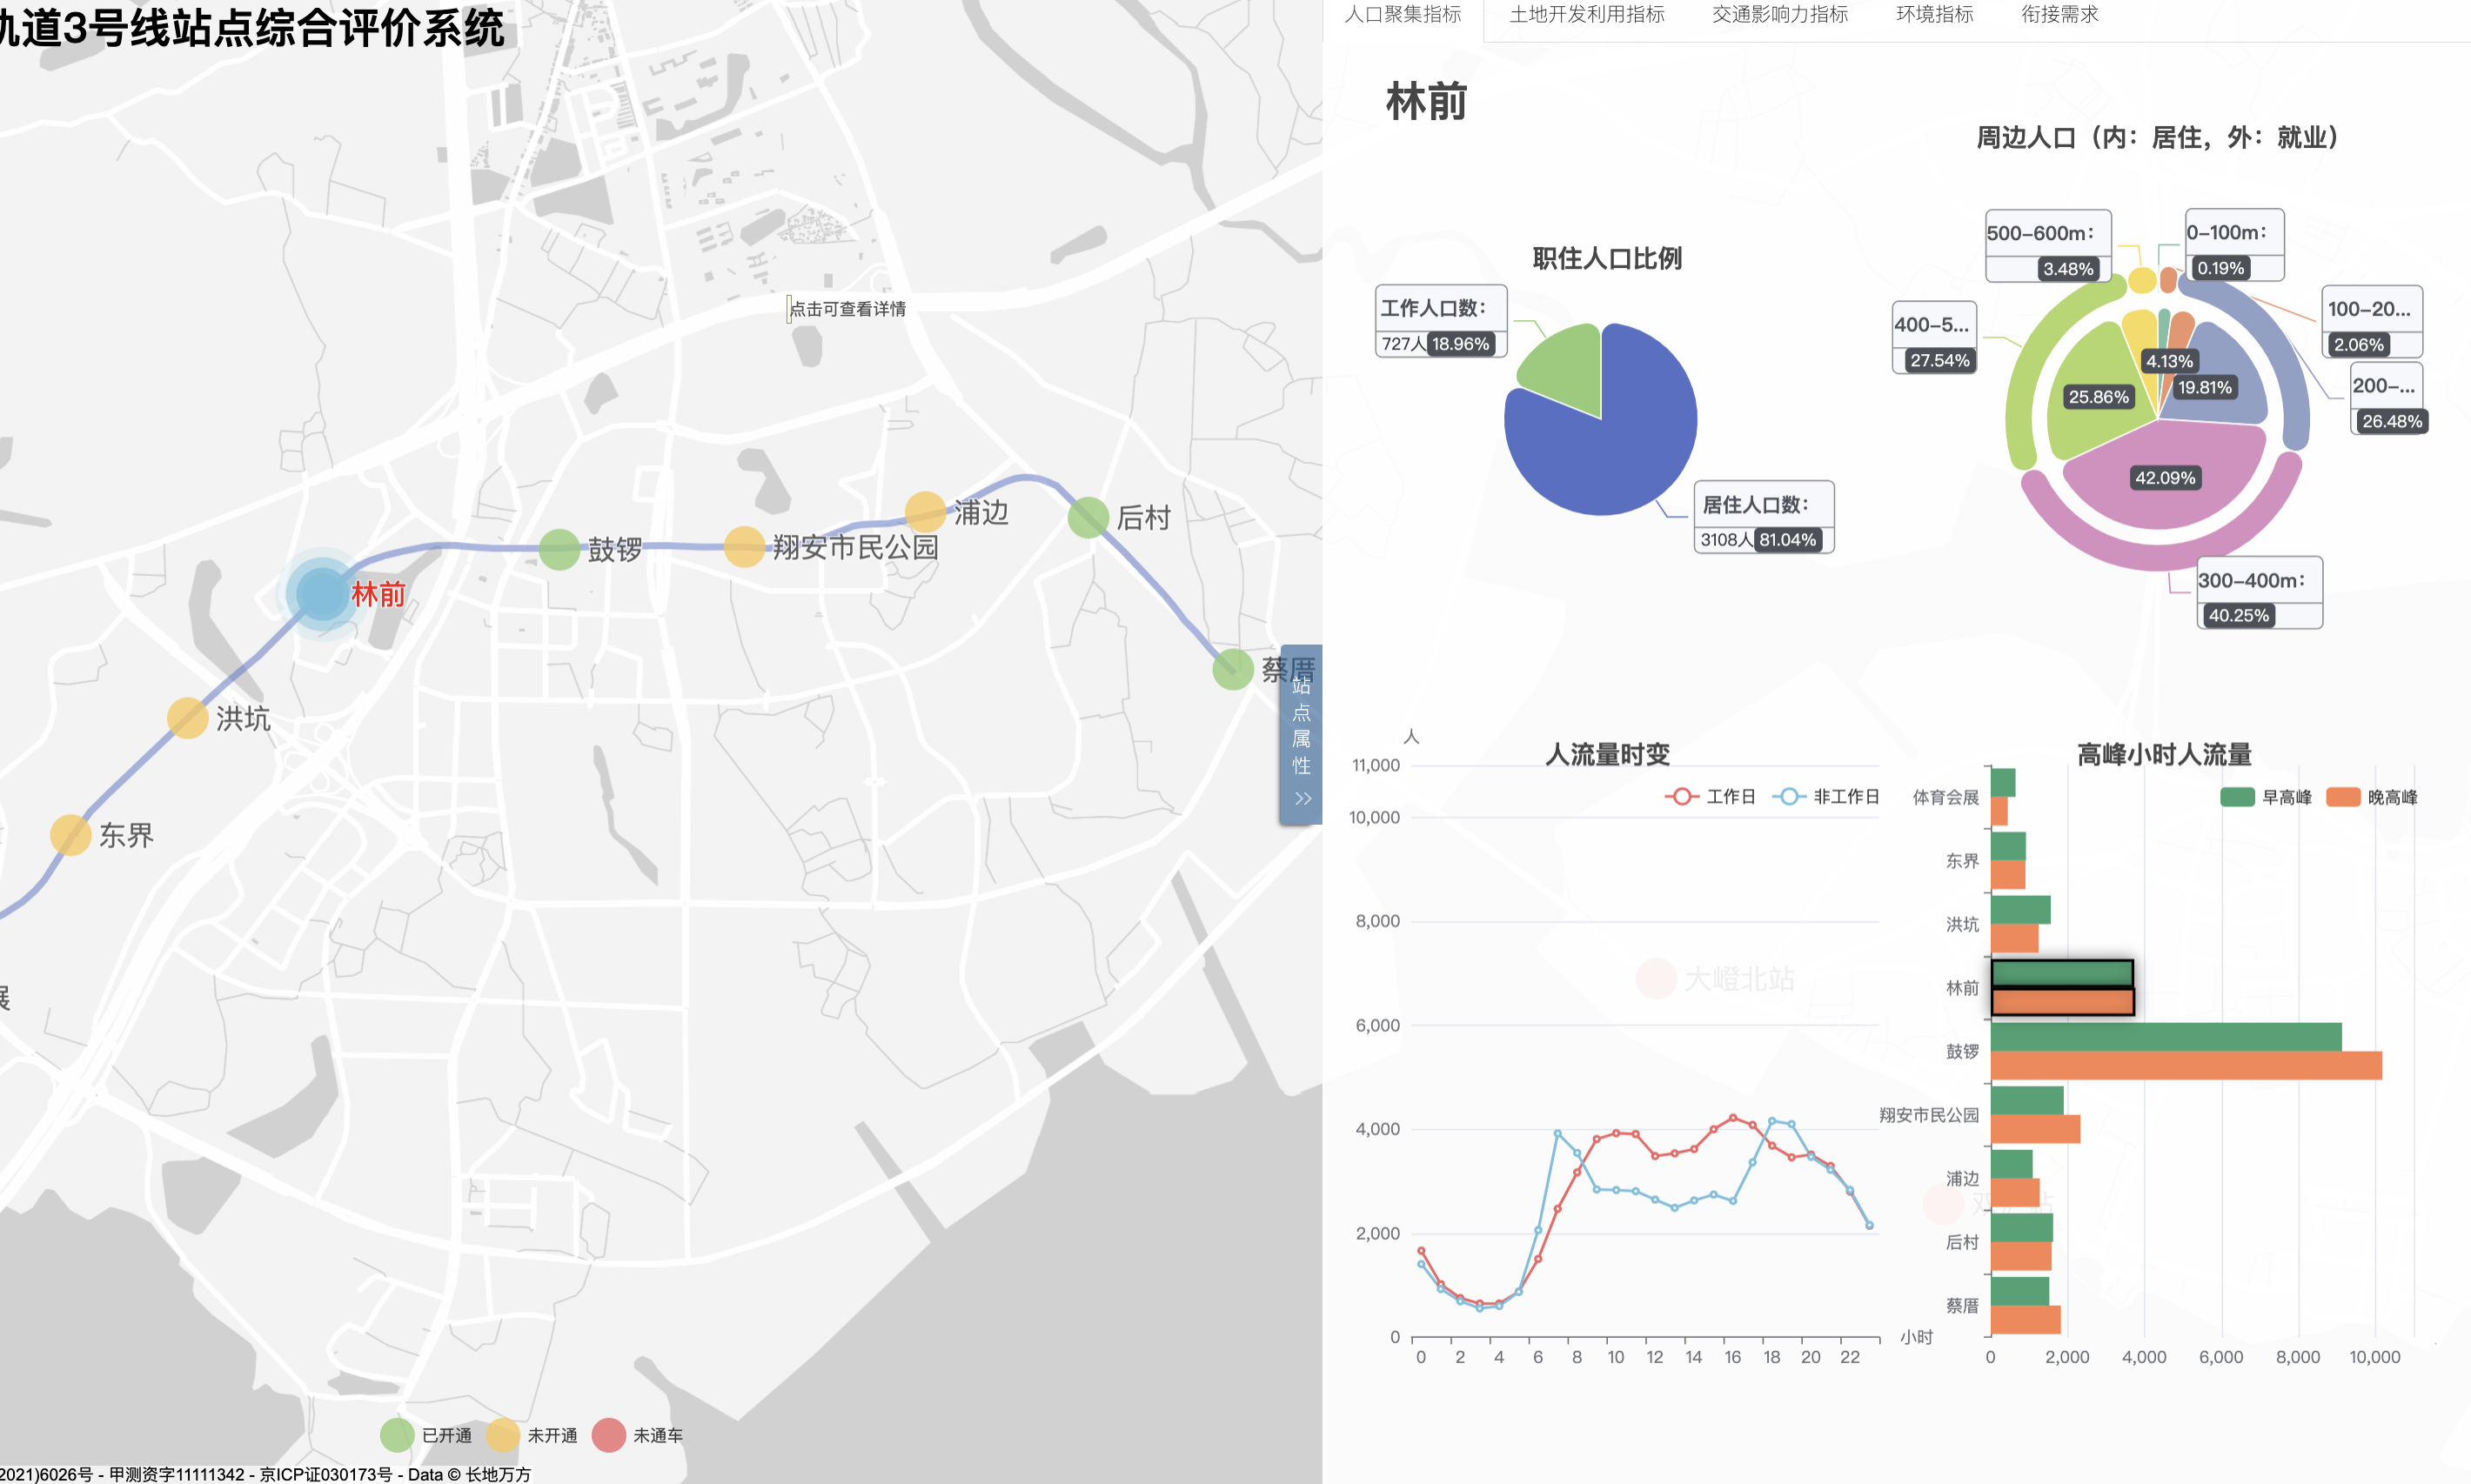 轨道3号线站点综合评价系统
点击可查看详情
浦边
后村
鼓锣
翔安市民公园
林前
蔡厝
洪坑
东界
展
站点属性
已开通
未开通
未通车
2021)6026号 - 甲测资字11111342 - 京ICP证030173号 - Data © 长地万方
人口聚集指标
土地开发利用指标
交通影响力指标
环境指标
衔接需求
林前
职住人口比例
工作人口数：
727人 18.96%
居住人口数：
3108人 81.04%
周边人口（内：居住，外：就业）
500-600m：
3.48%
0-100m：
0.19%
400-5...
27.54%
100-20...
2.06%
200-...
26.48%
4.13%
19.81%
25.86%
42.09%
300-400m：
40.25%
人流量时变
人
工作日
非工作日
11,000
10,000
8,000
6,000
4,000
2,000
0
0 2 4 6 8 10 12 14 16 18 20 22
小时
大嶝北站
高峰小时人流量
早高峰
晚高峰
体育会展
东界
洪坑
林前
鼓锣
翔安市民公园
浦边
后村
蔡厝
0 2,000 4,000 6,000 8,000 10,000